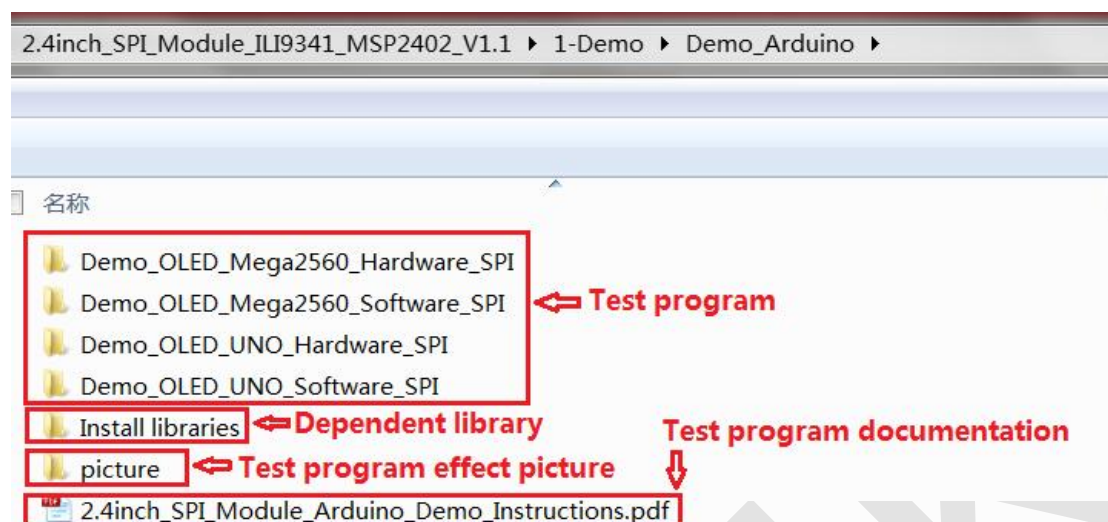 2.4inch_SPI_Module_ILI9341_MSP2402_V1.1 ▸ 1-Demo ▸ Demo_Arduino ▸
名称
Demo_OLED_Mega2560_Hardware_SPI
Demo_OLED_Mega2560_Software_SPI
Test program
Demo_OLED_UNO_Hardware_SPI
Demo_OLED_UNO_Software_SPI
Install libraries
Dependent library
Test program documentation
picture
Test program effect picture
2.4inch_SPI_Module_Arduino_Demo_Instructions.pdf